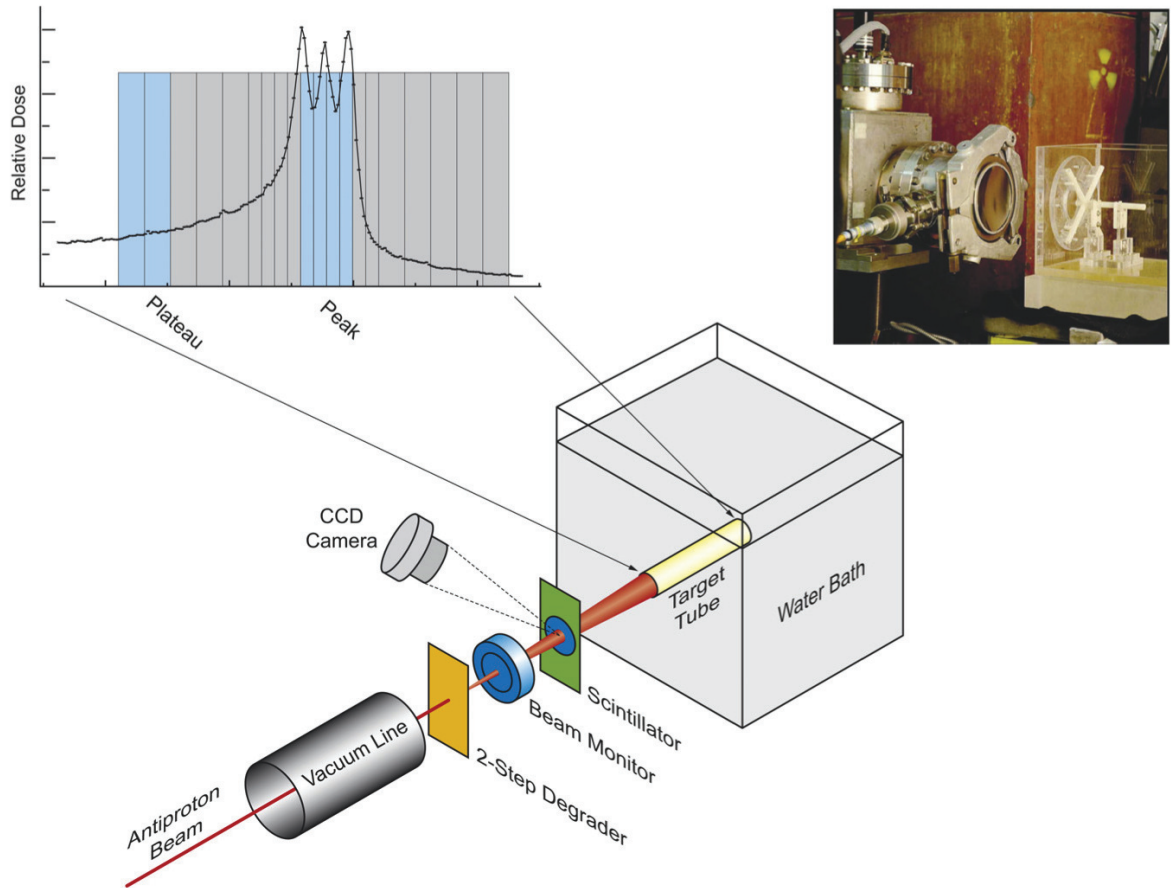 Relative Dose
Plateau
Peak
CCD
Camera
Target
Tube
Water Bath
Scintillator
Beam Monitor
2-Step Degrader
Vacuum Line
Antiproton
Beam